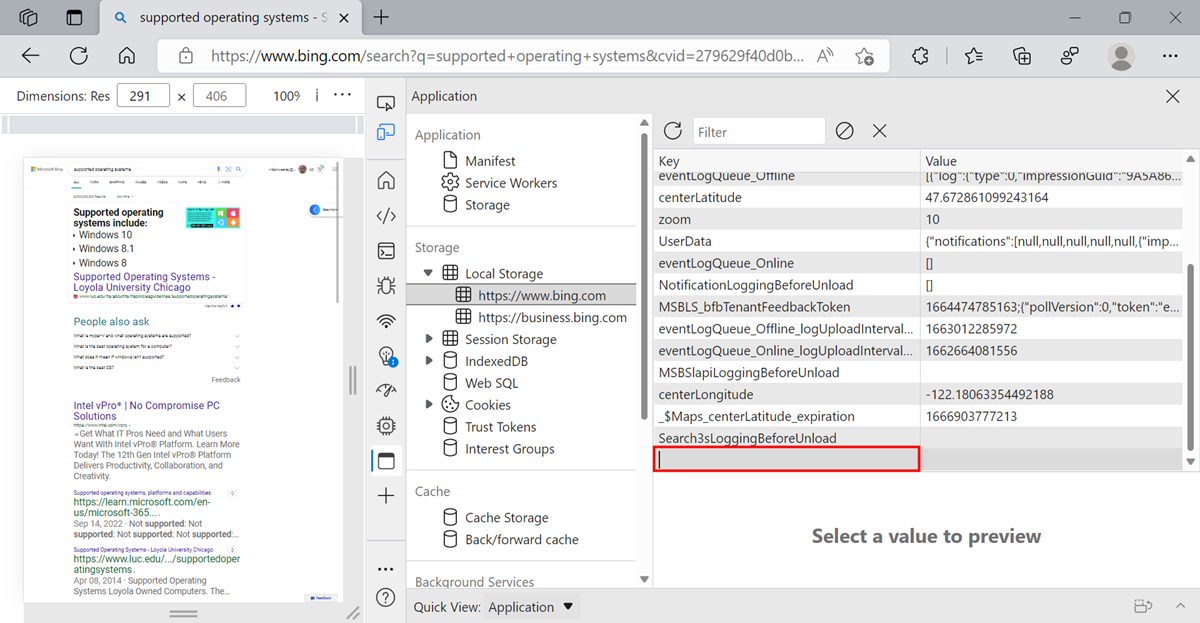 supported operating systems - S
https://www.bing.com/search?q=supported+operating+systems&cvid=279629f40d0b...
Dimensions: Res
291
×
406
100%
Microsoft Bing
supported operating systems
Supported operating
systems include:
Windows 10
Windows 8.1
Windows 8
Supported Operating Systems -
Loyola University Chicago
People also ask
What is the best operating system for a computer?
What does it mean if Windows isn't supported?
What is the best OS?
Feedback
Intel vPro® | No Compromise PC
Solutions
https://www.intel.com/vpro
Get What IT Pros Need and What Users
Want With Intel vPro® Platform. Learn More
Today! The 12th Gen Intel vPro® Platform
Delivers Productivity, Collaboration, and
Creativity.
Supported operating systems, platforms and capabilities
https://learn.microsoft.com/en-
us/microsoft-365...
Sep 14, 2022 · Not supported: Not
supported: Not supported: Not supported:...
Supported Operating Systems - Loyola University Chicago
https://www.luc.edu/.../supportedoper
atingsystems.
Apr 08, 2014 · Supported Operating
Systems Loyola Owned Computers. The...
Feedback
Application
Application
Manifest
Service Workers
Storage
Storage
Local Storage
https://www.bing.com
https://business.bing.com
Session Storage
IndexedDB
Web SQL
Cookies
Trust Tokens
Interest Groups
Cache
Cache Storage
Back/forward cache
Background Services
Filter
Key Value
eventLogQueue_Offline [{"log":{"type":0,"impressionGuid":"9A5A86...
centerLatitude 47.672861099243164
zoom 10
UserData {"notifications":[null,null,null,null,null,{"imp...
eventLogQueue_Online []
NotificationLoggingBeforeUnload []
MSBLS_bfbTenantFeedbackToken 1664474785163;{"pollVersion":0,"token":"e...
eventLogQueue_Offline_logUploadInterval... 1663012285972
eventLogQueue_Online_logUploadInterval... 1662664081556
MSBSlapiLoggingBeforeUnload
centerLongitude -122.18063354492188
_$Maps_centerLatitude_expiration 1666903777213
Search3sLoggingBeforeUnload
Select a value to preview
Quick View: Application